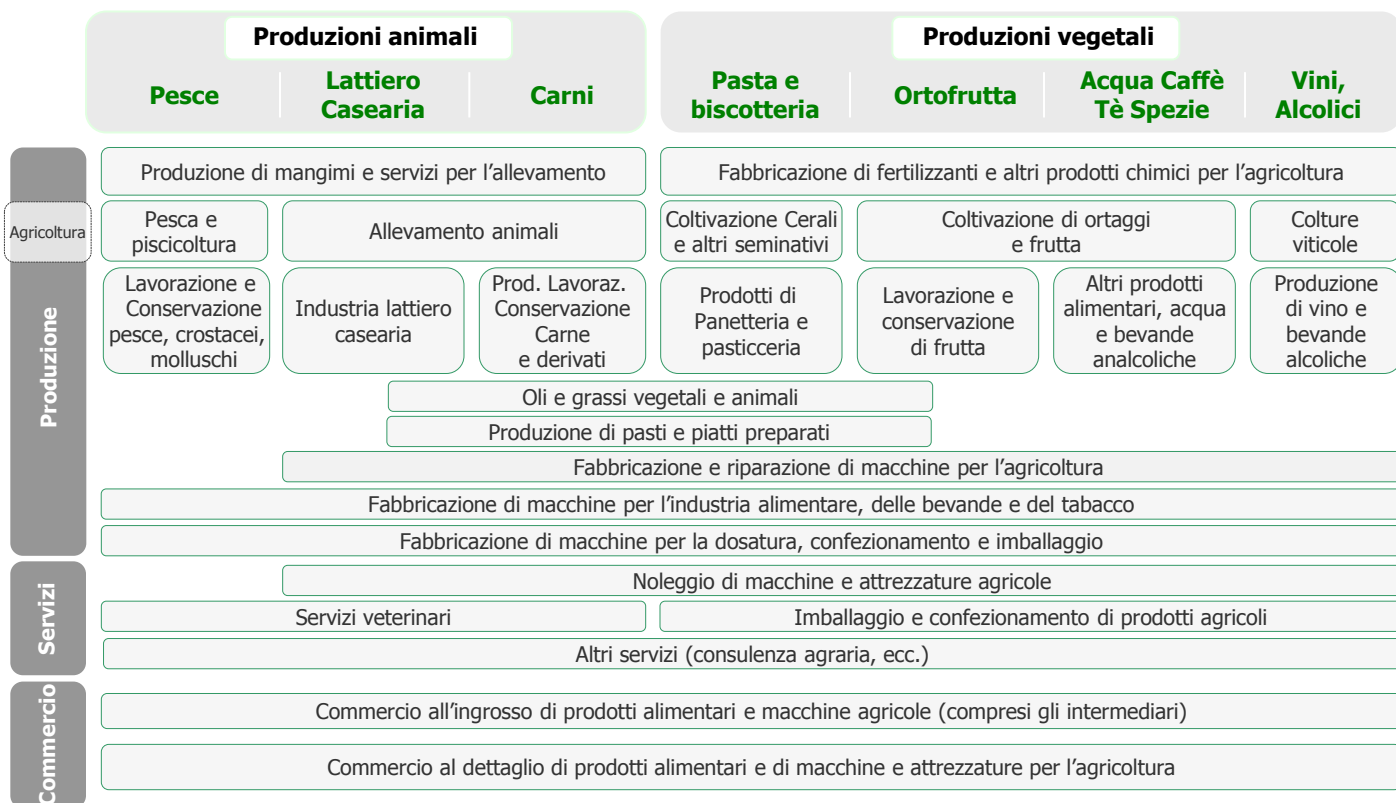 Produzioni animali
Produzioni vegetali
Pesce
Lattiero
Casearia
Carni
Pasta e
biscotteria
Ortofrutta
Acqua Caffè
Tè Spezie
Vini,
Alcolici
Produzione
Agricoltura
Produzione di mangimi e servizi per l'allevamento
Fabbricazione di fertilizzanti e altri prodotti chimici per l'agricoltura
Pesca e
piscicoltura
Allevamento animali
Coltivazione Cerali
e altri seminativi
Coltivazione di ortaggi
e frutta
Colture
viticole
Lavorazione e
Conservazione
pesce, crostacei,
molluschi
Industria lattiero
casearia
Prod. Lavoraz.
Conservazione
Carne
e derivati
Prodotti di
Panetteria e
pasticceria
Lavorazione e
conservazione
di frutta
Altri prodotti
alimentari, acqua
e bevande
analcoliche
Produzione
di vino e
bevande
alcoliche
Oli e grassi vegetali e animali
Produzione di pasti e piatti preparati
Fabbricazione e riparazione di macchine per l'agricoltura
Fabbricazione di macchine per l'industria alimentare, delle bevande e del tabacco
Fabbricazione di macchine per la dosatura, confezionamento e imballaggio
Servizi
Noleggio di macchine e attrezzature agricole
Servizi veterinari
Imballaggio e confezionamento di prodotti agricoli
Altri servizi (consulenza agraria, ecc.)
Commercio
Commercio all'ingrosso di prodotti alimentari e macchine agricole (compresi gli intermediari)
Commercio al dettaglio di prodotti alimentari e di macchine e attrezzature per l'agricoltura